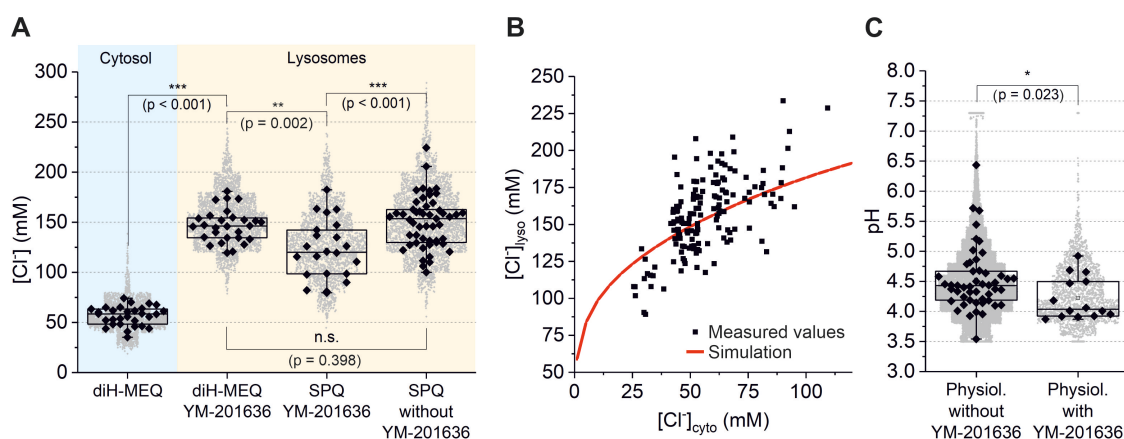 A
Cytosol
Lysosomes
[Cl⁻] (mM)
300
250
200
150
100
50
0
***
(p < 0.001)
**
(p = 0.002)
***
(p < 0.001)
n.s.
(p = 0.398)
diH-MEQ
diH-MEQ
YM-201636
SPQ
YM-201636
SPQ
without
YM-201636
B
[Cl⁻]lyso (mM)
250
225
200
175
150
125
100
75
50
0
25
50
75
100
[Cl⁻]cyto (mM)
Measured values
Simulation
C
pH
8.0
7.5
7.0
6.5
6.0
5.5
5.0
4.5
4.0
3.5
3.0
*
(p = 0.023)
Physiol.
without
YM-201636
Physiol.
with
YM-201636